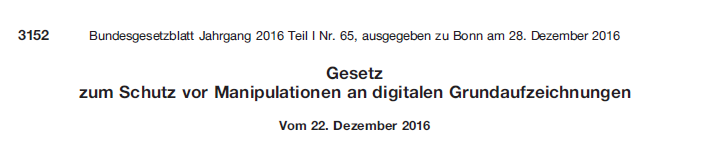 3152 Bundesgesetzblatt Jahrgang 2016 Teil I Nr. 65, ausgegeben zu Bonn am 28. Dezember 2016
Gesetz
zum Schutz vor Manipulationen an digitalen Grundaufzeichnungen
Vom 22. Dezember 2016